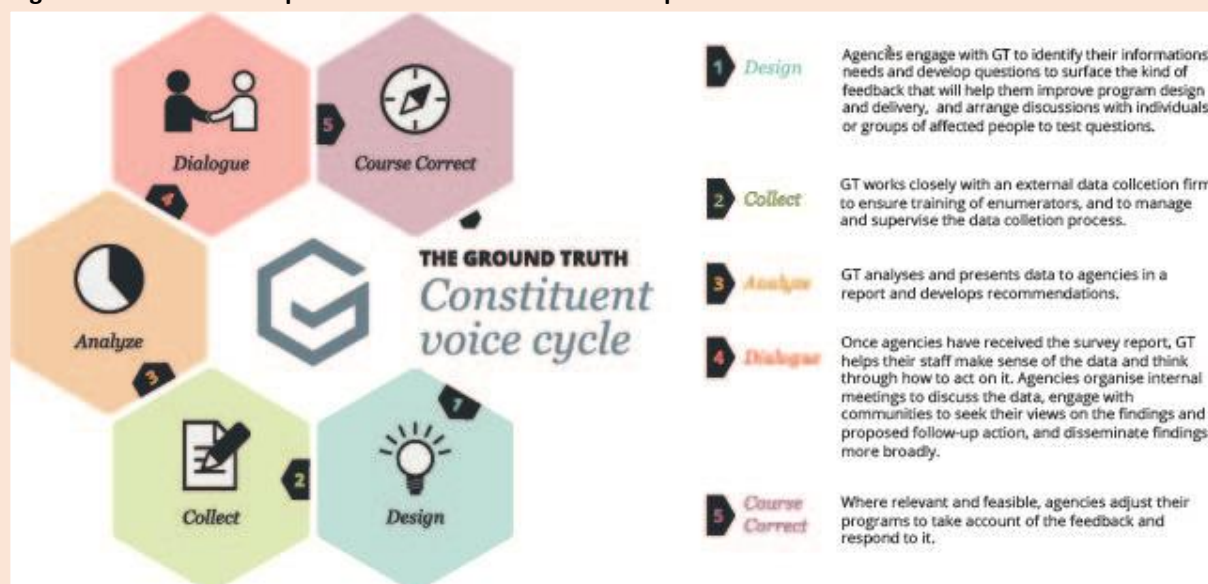 Dialogue
5
Course Correct
4
THE GROUND TRUTH
Constituent
voice cycle
Analyze
3
1
2
Collect
Design
1 Design
Agencies engage with GT to identify their informations
needs and develop questions to surface the kind of
feedback that will help them improve program design
and delivery, and arrange discussions with individuals
or groups of affected people to test questions.
2 Collect
GT works closely with an external data collcetion firm
to ensure training of enumerators, and to manage
and supervise the data colletion process.
3 Analyze
GT analyses and presents data to agencies in a
report and develops recommendations.
4 Dialogue
Once agencies have received the survey report, GT
helps their staff make sense of the data and think
through how to act on it. Agencies organise internal
meetings to discuss the data, engage with
communities to seek their views on the findings and
proposed follow-up action, and disseminate findings
more broadly.
5 Course
Correct
Where relevant and feasible, agencies adjust their
programs to take account of the feedback and
respond to it.